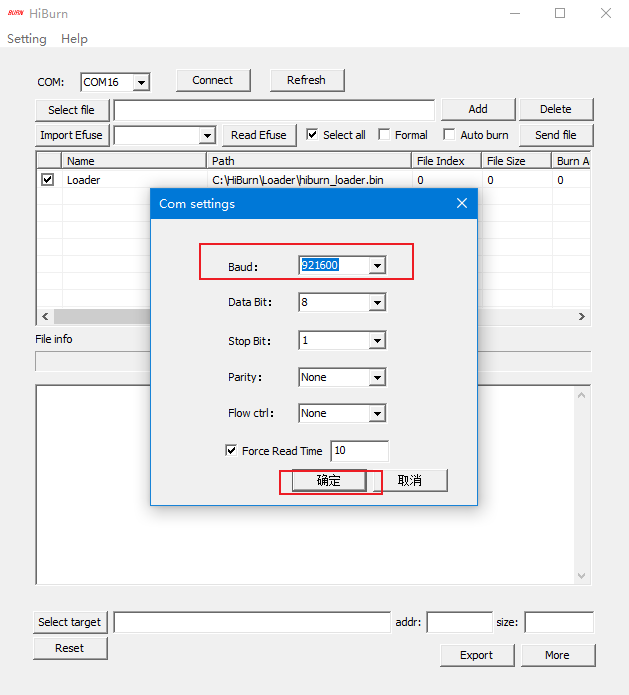 BURN HiBurn
Setting Help
COM: COM16 Connect Refresh
Select file Add Delete
Import Efuse Read Efuse Select all Formal Auto burn Send file
Name Path File Index File Size Burn A
Loader C:\HiBurn\Loader\hiburn_loader.bin 0 0 0
Com settings
Baud: 921600
Data Bit: 8
Stop Bit: 1
Parity: None
Flow ctrl: None
Force Read Time 10
确定 取消
File info
Select target addr: size:
Reset
Export More